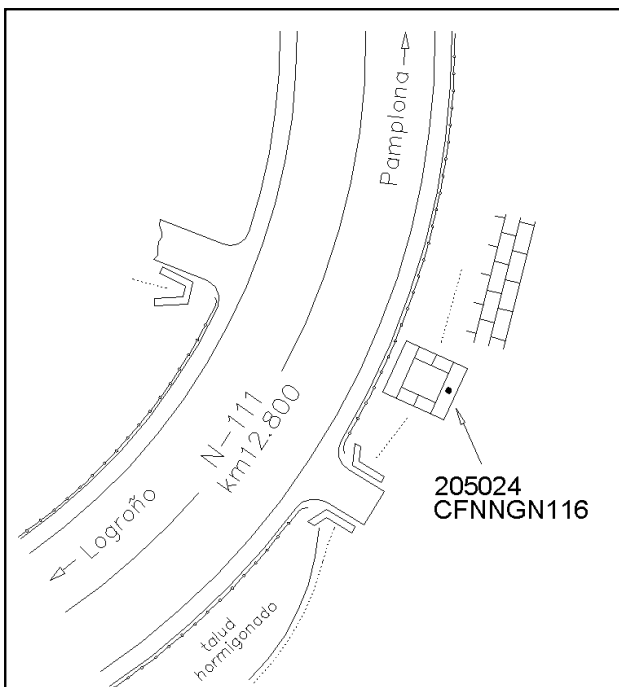 Pamplona
N-111
km12.800
205024
CFNNGN116
Logroño
talud
hormigonado